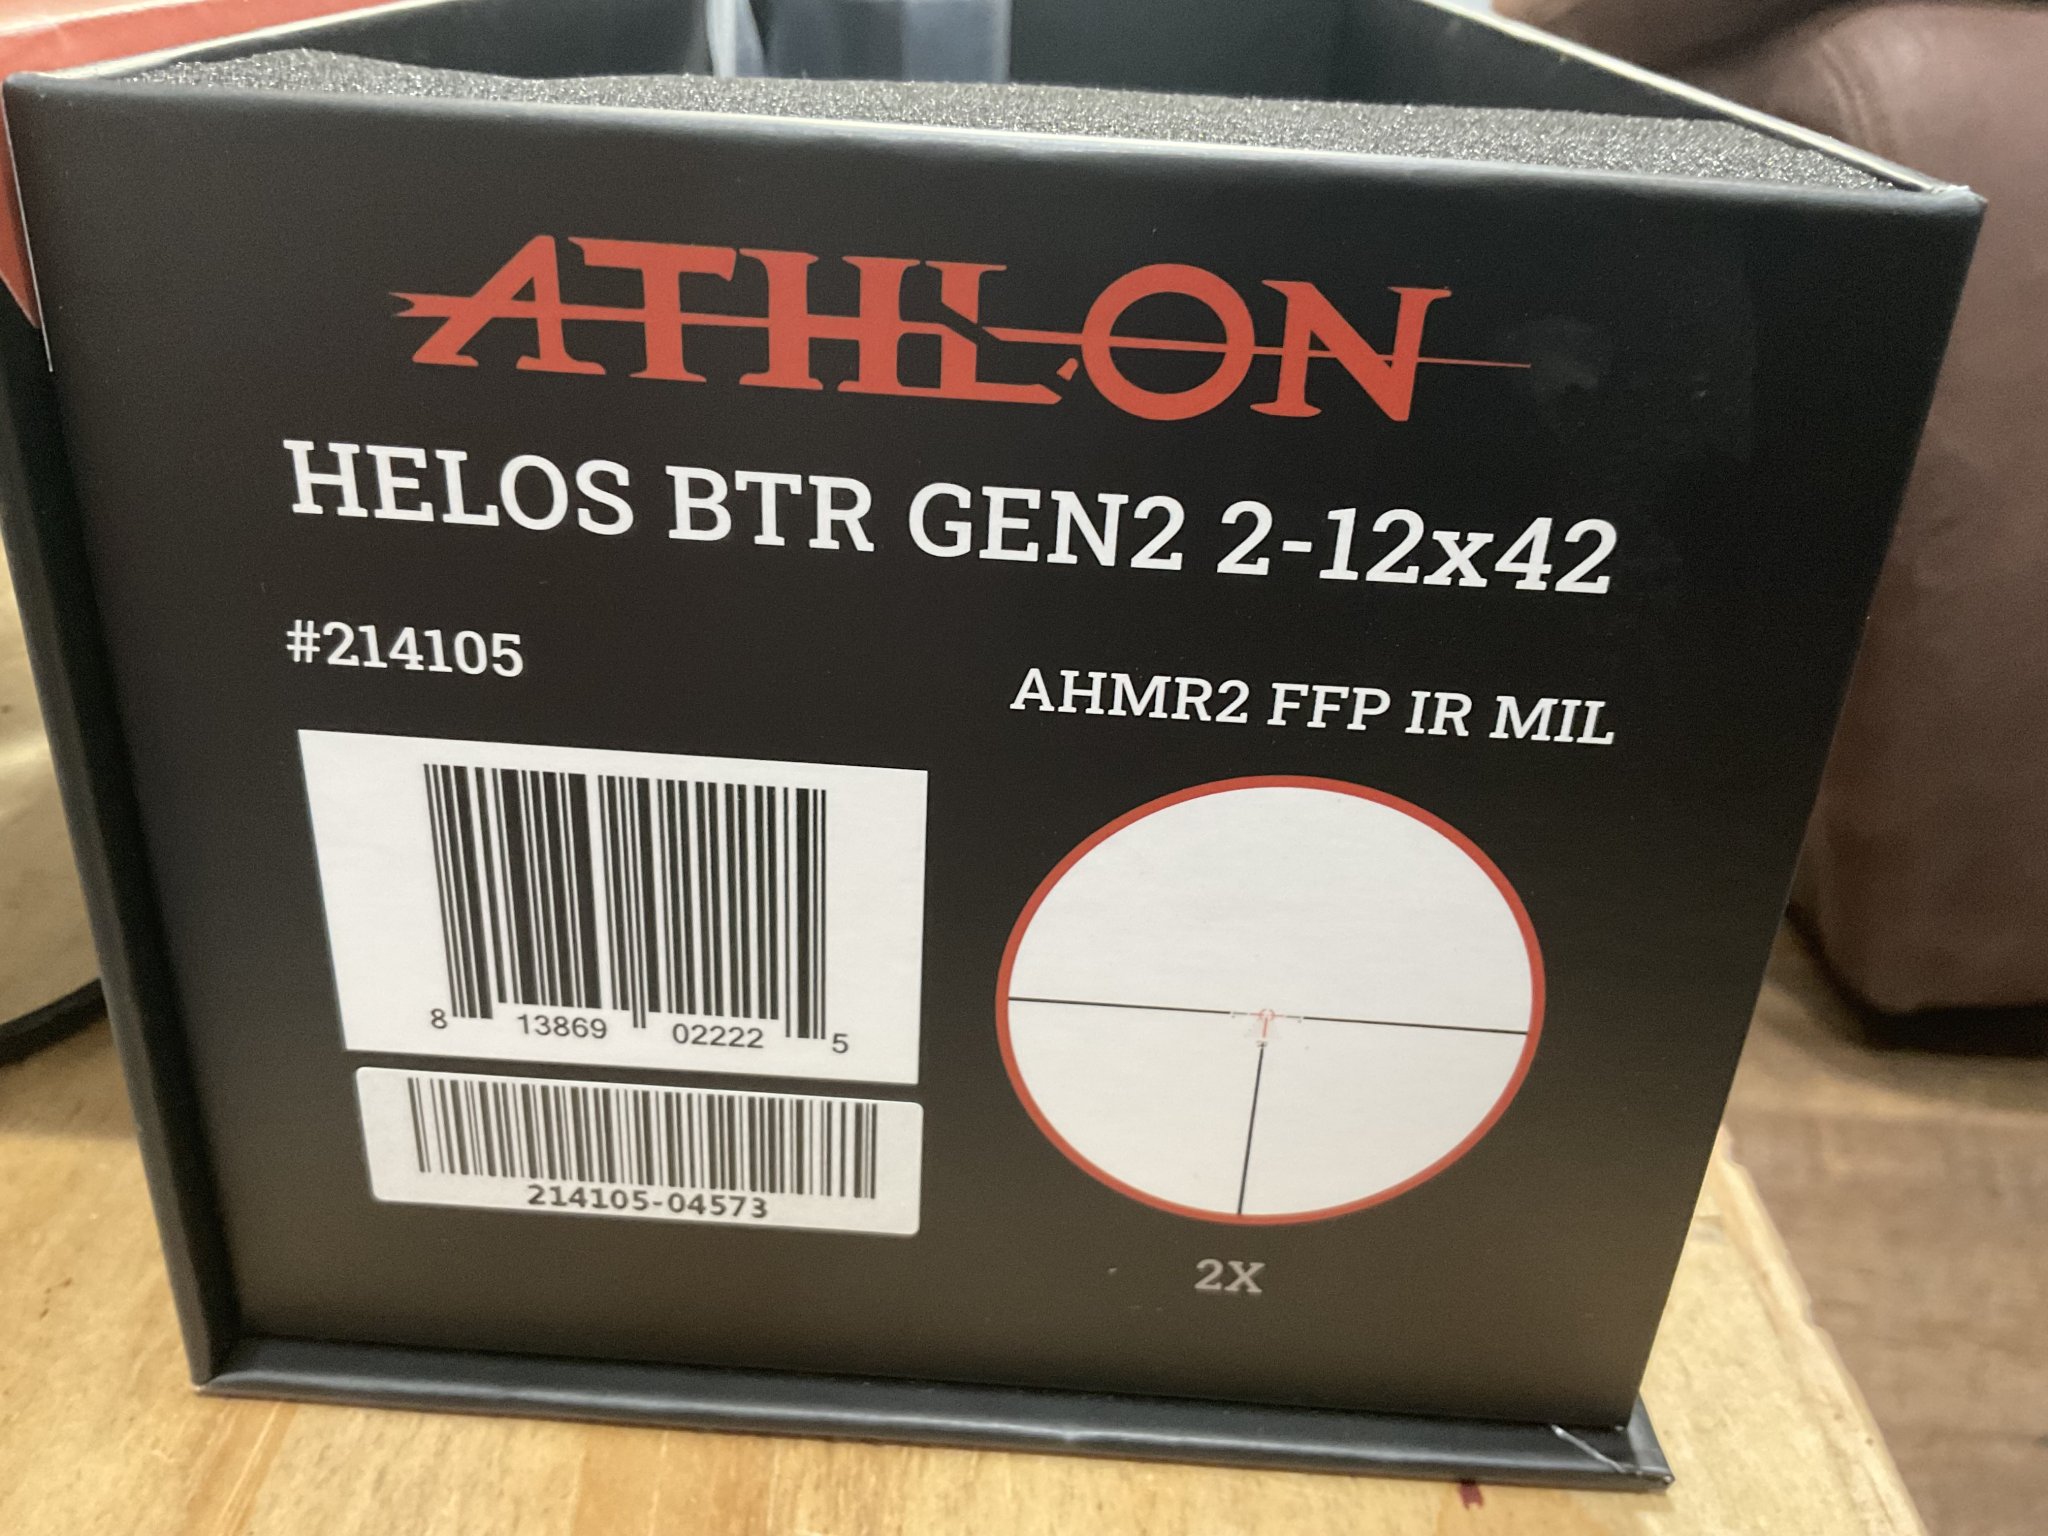 ATHLON
HELOS BTR GEN2 2-12x42
#214105
AHMR2 FFP IR MIL
8 13869 02222 5
214105-04573
2X